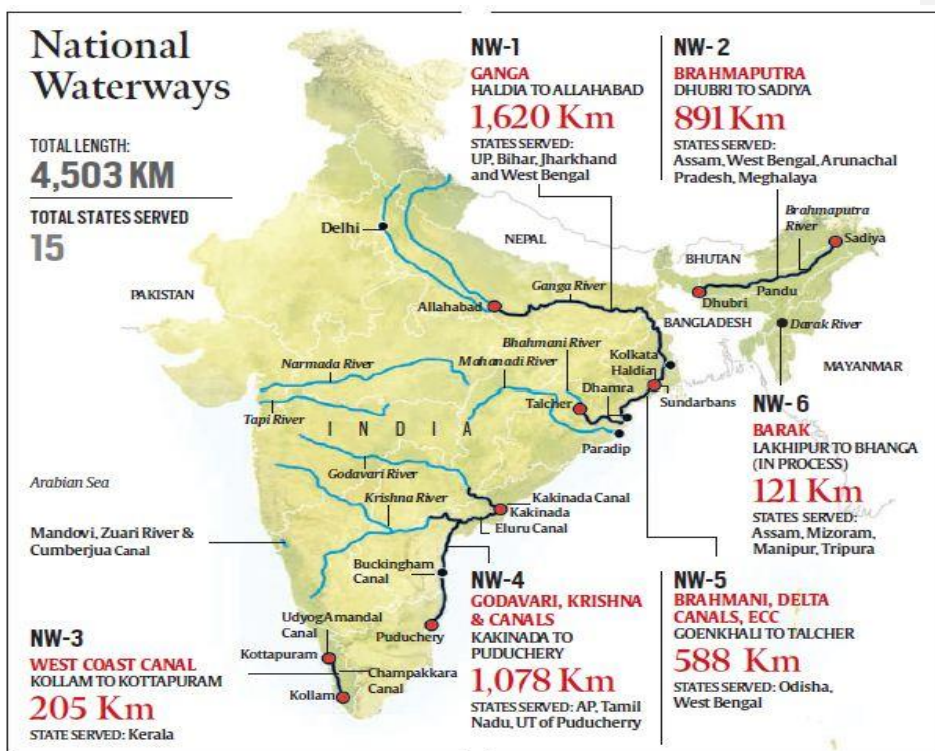 National
Waterways
TOTAL LENGTH:
4,503 KM
TOTAL STATES SERVED
15
NW-1
GANGA
HALDIA TO ALLAHABAD
1,620 Km
STATES SERVED:
UP, Bihar, Jharkhand
and West Bengal
NW- 2
BRAHMAPUTRA
DHUBRI TO SADIYA
891 Km
STATES SERVED:
Assam, West Bengal, Arunachal
Pradesh, Meghalaya
Brahmaputra
River
Sadiya
Delhi
NEPAL
BHUTAN
PAKISTAN
Ganga River
Dhubri
Pandu
Allahabad
BANGLADESH
Darak River
Bhahmani River
Kolkata
Narmada River
Mahanadi River
Haldia
MAYANMAR
Dhamra
Sundarbans
Talcher
Tapi River
INDIA
Paradip
NW- 6
BARAK
LAKHIPUR TO BHANGA
(IN PROCESS)
121 Km
STATES SERVED:
Assam, Mizoram,
Manipur, Tripura
Godavari River
Arabian Sea
Krishna River
Kakinada Canal
Kakinada
Eluru Canal
Mandovi, Zuari River &
Cumberjua Canal
Buckingham
Canal
NW-4
GODAVARI, KRISHNA
& CANALS
KAKINADA TO
PUDUCHERY
1,078 Km
STATES SERVED: AP, Tamil
Nadu, UT of Puducherry
NW-5
BRAHMANI, DELTA
CANALS, ECC
GOENKHALI TO TALCHER
588 Km
STATES SERVED: Odisha,
West Bengal
Udyog Amandal
Canal
Puduchery
NW-3
WEST COAST CANAL
KOLLAM TO KOTTAPURAM
205 Km
STATE SERVED: Kerala
Kottapuram
Champakkara
Canal
Kollam